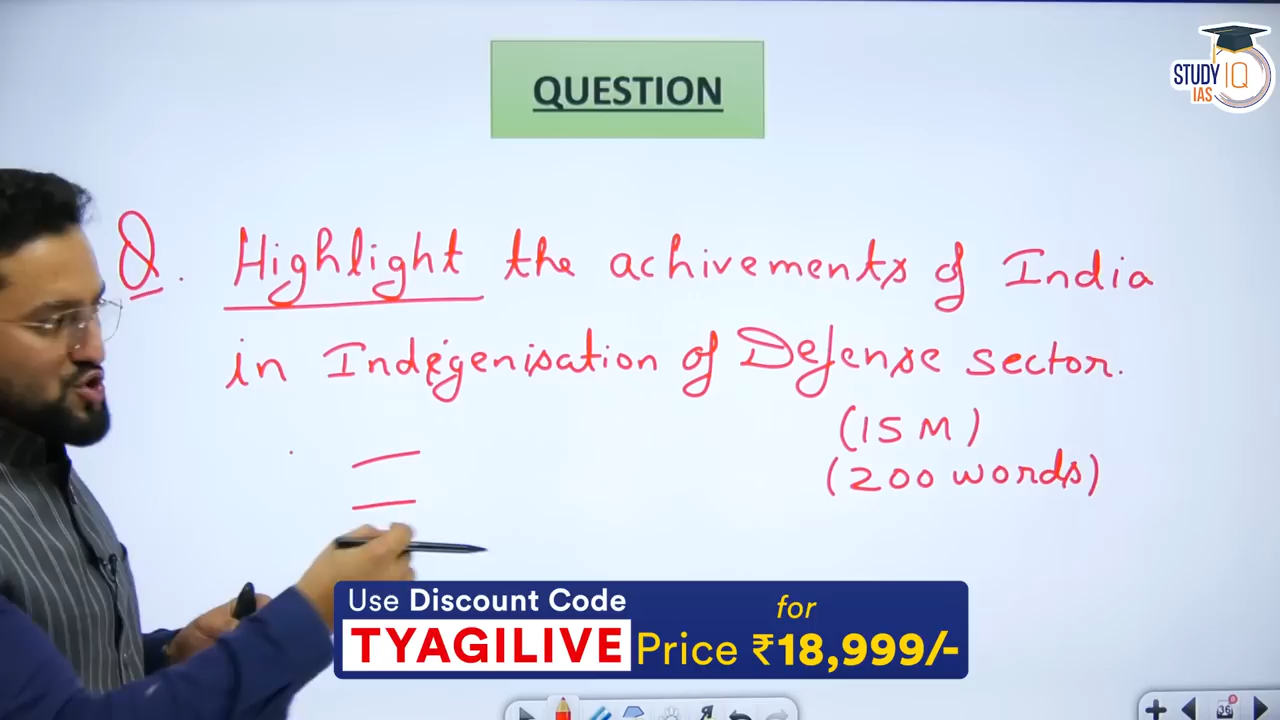 QUESTION
STUDY IQ
IAS
Q. Highlight the achivements of India
in Indegenisation of Defense sector.
(15 M)
(200 words)
Use Discount Code
TYAGILIVE
for
Price ₹18,999/-
36